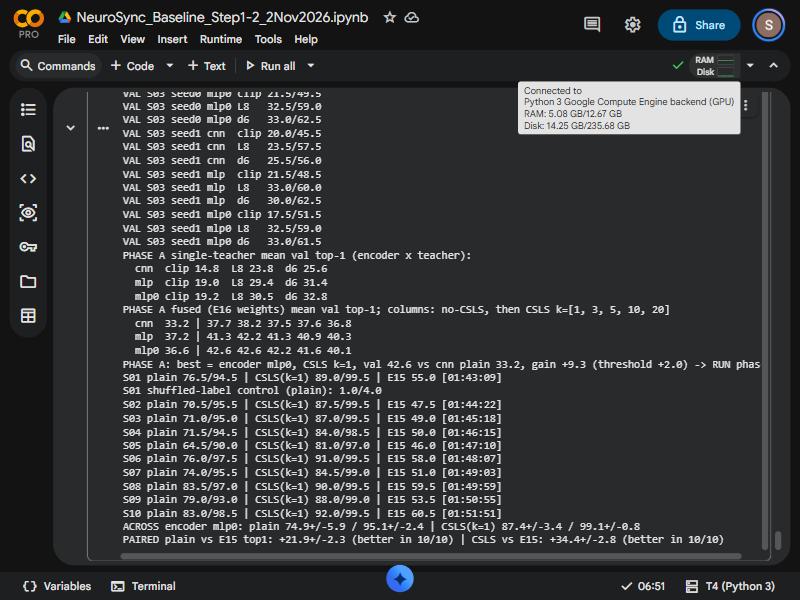 CO
PRO
NeuroSync_Baseline_Step1-2_2Nov2026.ipynb
File Edit View Insert Runtime Tools Help
Share
S
Commands + Code + Text Run all
RAM
Disk
Connected to
Python 3 Google Compute Engine backend (GPU)
RAM: 5.08 GB/12.67 GB
Disk: 14.25 GB/235.68 GB
VAL S03 seed0 mlp0 clip 21.5/49.5
VAL S03 seed0 mlp0 L8 32.5/59.0
VAL S03 seed0 mlp0 d6 33.0/62.5
VAL S03 seed1 cnn clip 20.0/45.5
VAL S03 seed1 cnn L8 23.5/57.5
VAL S03 seed1 cnn d6 25.5/56.0
VAL S03 seed1 mlp clip 21.5/48.5
VAL S03 seed1 mlp L8 33.0/60.0
VAL S03 seed1 mlp d6 30.0/62.5
VAL S03 seed1 mlp0 clip 17.5/51.5
VAL S03 seed1 mlp0 L8 32.5/59.0
VAL S03 seed1 mlp0 d6 33.0/61.5
PHASE A single-teacher mean val top-1 (encoder x teacher):
cnn clip 14.8 L8 23.8 d6 25.6
mlp clip 19.0 L8 29.4 d6 31.4
mlp0 clip 19.2 L8 30.5 d6 32.8
PHASE A fused (E16 weights) mean val top-1; columns: no-CSLS, then CSLS k=[1, 3, 5, 10, 20]
cnn 33.2 | 37.7 38.2 37.5 37.6 36.8
mlp 37.2 | 41.3 42.2 41.3 40.9 40.3
mlp0 36.6 | 42.6 42.6 42.2 41.6 40.1
PHASE A: best = encoder mlp0, CSLS k=1, val 42.6 vs cnn plain 33.2, gain +9.3 (threshold +2.0) -> RUN phas
S01 plain 76.5/94.5 | CSLS(k=1) 89.0/99.5 | E15 55.0 [01:43:09]
S01 shuffled-label control (plain): 1.0/4.0
S02 plain 70.5/95.5 | CSLS(k=1) 87.5/99.5 | E15 47.5 [01:44:22]
S03 plain 71.0/95.0 | CSLS(k=1) 87.0/99.5 | E15 49.0 [01:45:18]
S04 plain 71.5/94.5 | CSLS(k=1) 84.0/98.5 | E15 50.0 [01:46:15]
S05 plain 64.5/90.0 | CSLS(k=1) 81.0/97.0 | E15 46.0 [01:47:10]
S06 plain 76.0/97.5 | CSLS(k=1) 91.0/99.5 | E15 58.0 [01:48:07]
S07 plain 74.0/95.5 | CSLS(k=1) 84.5/99.0 | E15 51.0 [01:49:03]
S08 plain 83.5/97.0 | CSLS(k=1) 90.0/99.5 | E15 59.5 [01:49:59]
S09 plain 79.0/93.0 | CSLS(k=1) 88.0/99.0 | E15 53.5 [01:50:55]
S10 plain 83.0/98.5 | CSLS(k=1) 92.0/99.5 | E15 60.5 [01:51:51]
ACROSS encoder mlp0: plain 74.9+/-5.9 / 95.1+/-2.4 | CSLS(k=1) 87.4+/-3.4 / 99.1+/-0.8
PAIRED plain vs E15 top1: +21.9+/-2.3 (better in 10/10) | CSLS vs E15: +34.4+/-2.8 (better in 10/10)
Variables Terminal 06:51 T4 (Python 3)